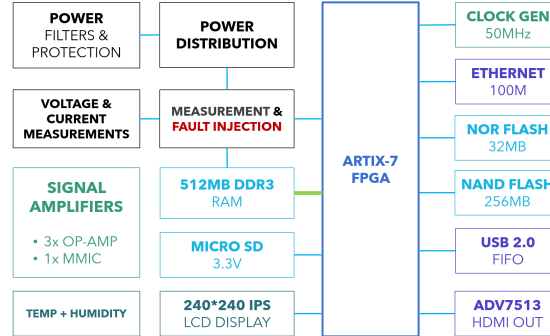 POWER
FILTERS &
PROTECTION
POWER
DISTRIBUTION
CLOCK GEN
50MHz
ETHERNET
100M
VOLTAGE &
CURRENT
MEASUREMENTS
MEASUREMENT &
FAULT INJECTION
NOR FLASH
32MB
ARTIX-7
FPGA
SIGNAL
AMPLIFIERS
• 3x OP-AMP
• 1x MMIC
512MB DDR3
RAM
NAND FLASH
256MB
MICRO SD
3.3V
USB 2.0
FIFO
TEMP + HUMIDITY
240*240 IPS
LCD DISPLAY
ADV7513
HDMI OUT